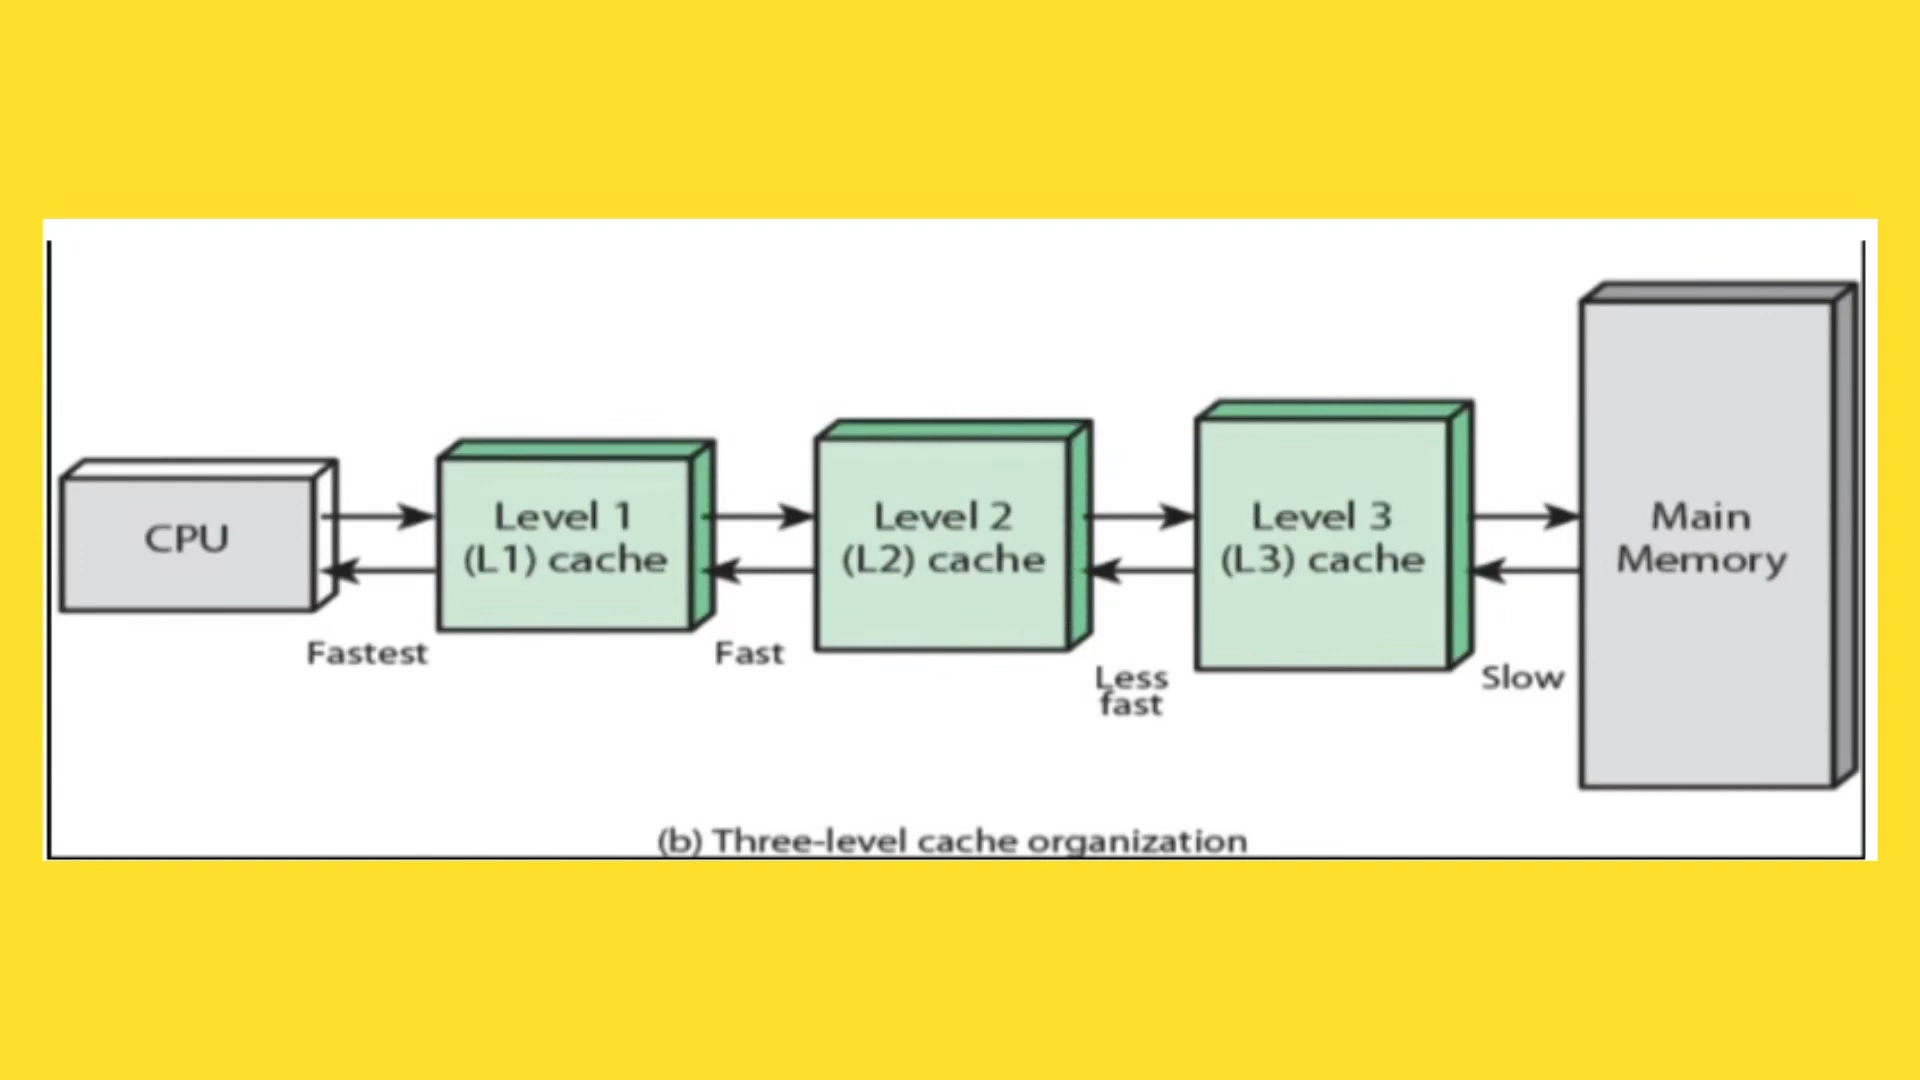 CPU
Level 1
(L1) cache
Level 2
(L2) cache
Level 3
(L3) cache
Main
Memory
Fastest
Fast
Less
fast
Slow
(b) Three-level cache organization